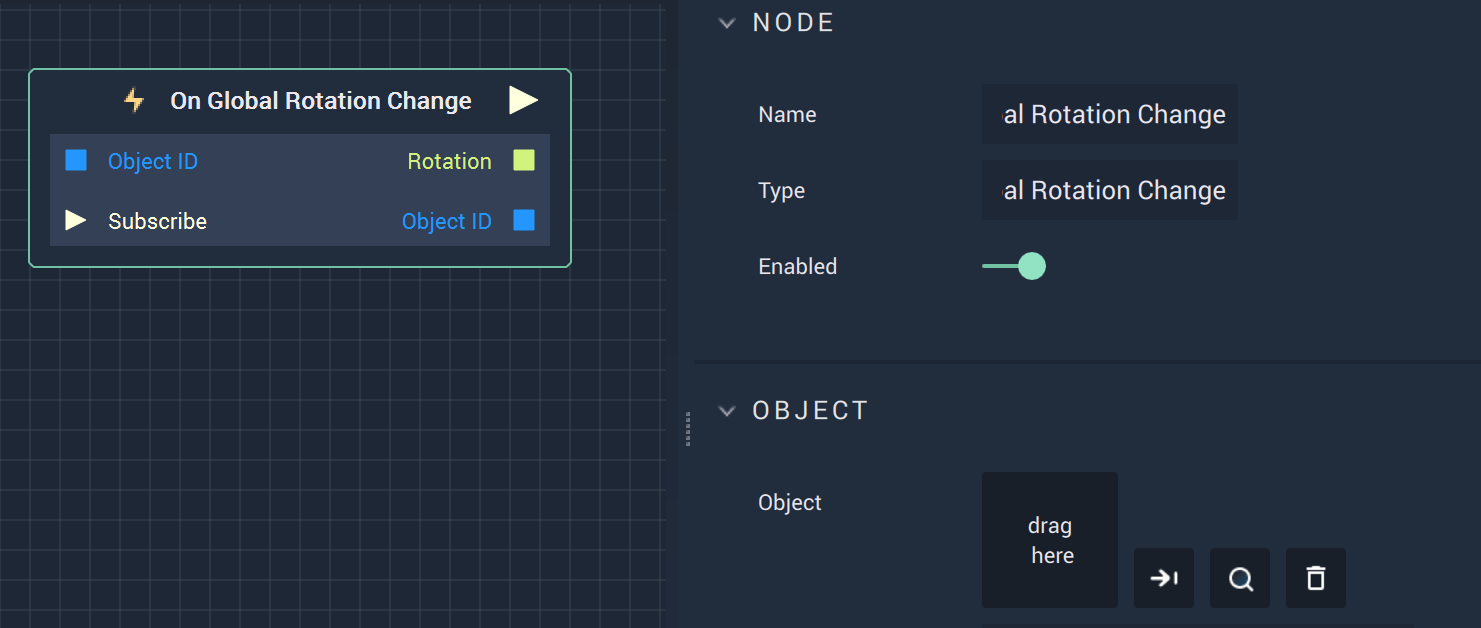 On Global Rotation Change
Object ID
Rotation
Subscribe
Object ID
NODE
Name
al Rotation Change
Type
al Rotation Change
Enabled
OBJECT
Object
drag
here